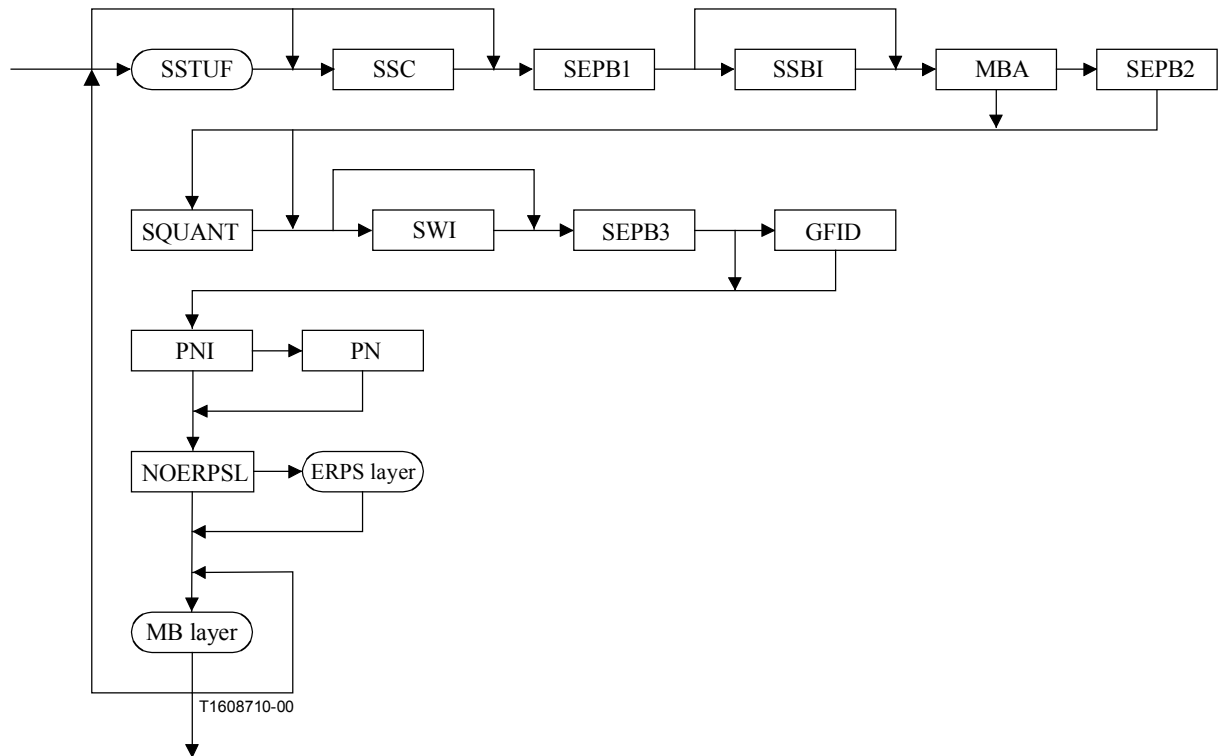 SSTUF
SSC
SEPB1
SSBI
MBA
SEPB2
SQUANT
SWI
SEPB3
GFID
PNI
PN
NOERPSL
ERPS layer
MB layer
T1608710-00